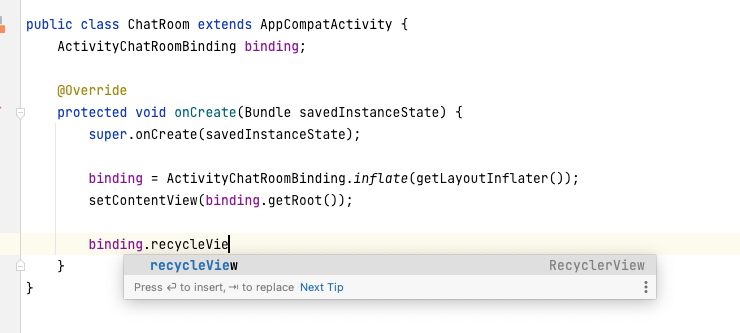 public class ChatRoom extends AppCompatActivity {
ActivityChatRoomBinding binding;
@Override
protected void onCreate(Bundle savedInstanceState) {
super.onCreate(savedInstanceState);
binding = ActivityChatRoomBinding.inflate(getLayoutInflater());
setContentView(binding.getRoot());
binding.recycleVie
recycleView RecyclerView
}
Press ⏎ to insert, ⇥ to replace Next Tip
}